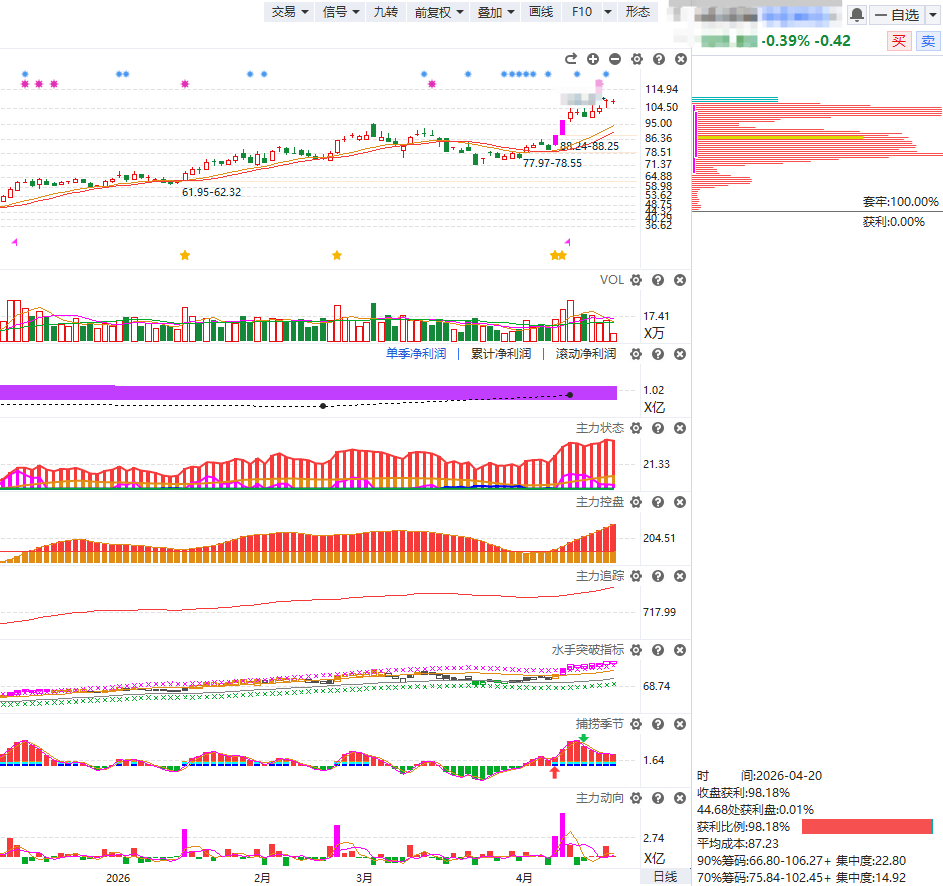 交易 信号 九转 前复权 叠加 画线 F10 形态
自选
-0.39% -0.42
买 卖
114.94
104.50
95.00
86.36
78.51
71.37
64.88
58.98
53.62
48.75
44.32
40.29
36.62
88.24-88.25
77.97-78.55
61.95-62.32
套牢:100.00%
获利:0.00%
VOL
17.41
X万
单季净利润 | 累计净利润 | 滚动净利润
1.02
X亿
主力状态
21.33
主力控盘
204.51
主力追踪
717.99
水手突破指标
68.74
捕捞季节
1.64
主力动向
2.74
X亿
2026 2月 3月 4月 日线
时 间:2026-04-20
收盘获利:98.18%
44.68处获利盘:0.01%
获利比例:98.18%
平均成本:87.23
90%筹码:66.80-106.27+ 集中度:22.80
70%筹码:75.84-102.45+ 集中度:14.92